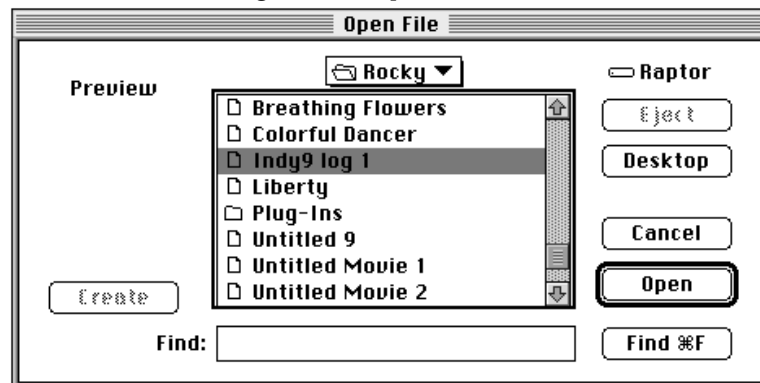 Open File
Preview
Rocky
Raptor
Breathing Flowers
Colorful Dancer
Indy9 log 1
Liberty
Plug-Ins
Untitled 9
Untitled Movie 1
Untitled Movie 2
Eject
Desktop
Cancel
Open
Create
Find:
Find ⌘F